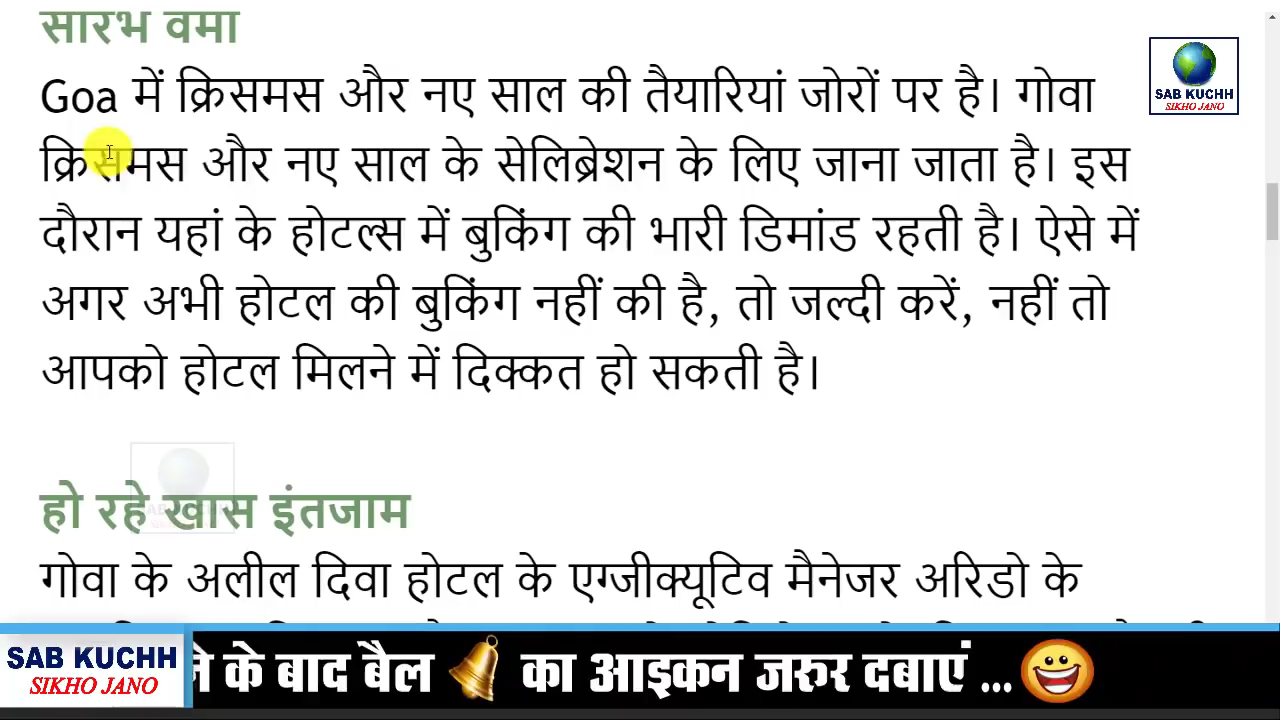 Goa में क्रिसमस और नए साल की तैयारियां जोरों पर है। गोवा
क्रिसमस और नए साल के सेलिब्रेशन के लिए जाना जाता है। इस
दौरान यहां के होटल्स में बुकिंग की भारी डिमांड रहती है। ऐसे में
अगर अभी होटल की बुकिंग नहीं की है, तो जल्दी करें, नहीं तो
आपको होटल मिलने में दिक्कत हो सकती है।
हो रहे खास इंतजाम
गोवा के अलील दिवा होटल के एग्जीक्यूटिव मैनेजर अरिडो के
SAB KUCHH
SIKHO JANO
के बाद बैल का आइकन जरुर दबाएं ...
SAB KUCHH
SIKHO JANO